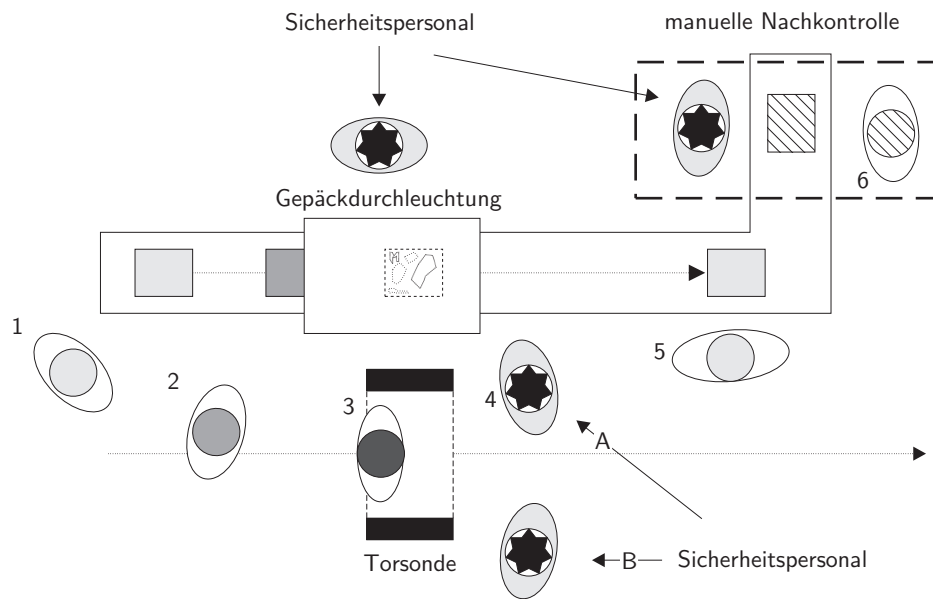 Sicherheitspersonal
manuelle Nachkontrolle
6
Gepäckdurchleuchtung
1
2
3
4
5
A
B
Sicherheitspersonal
Torsonde